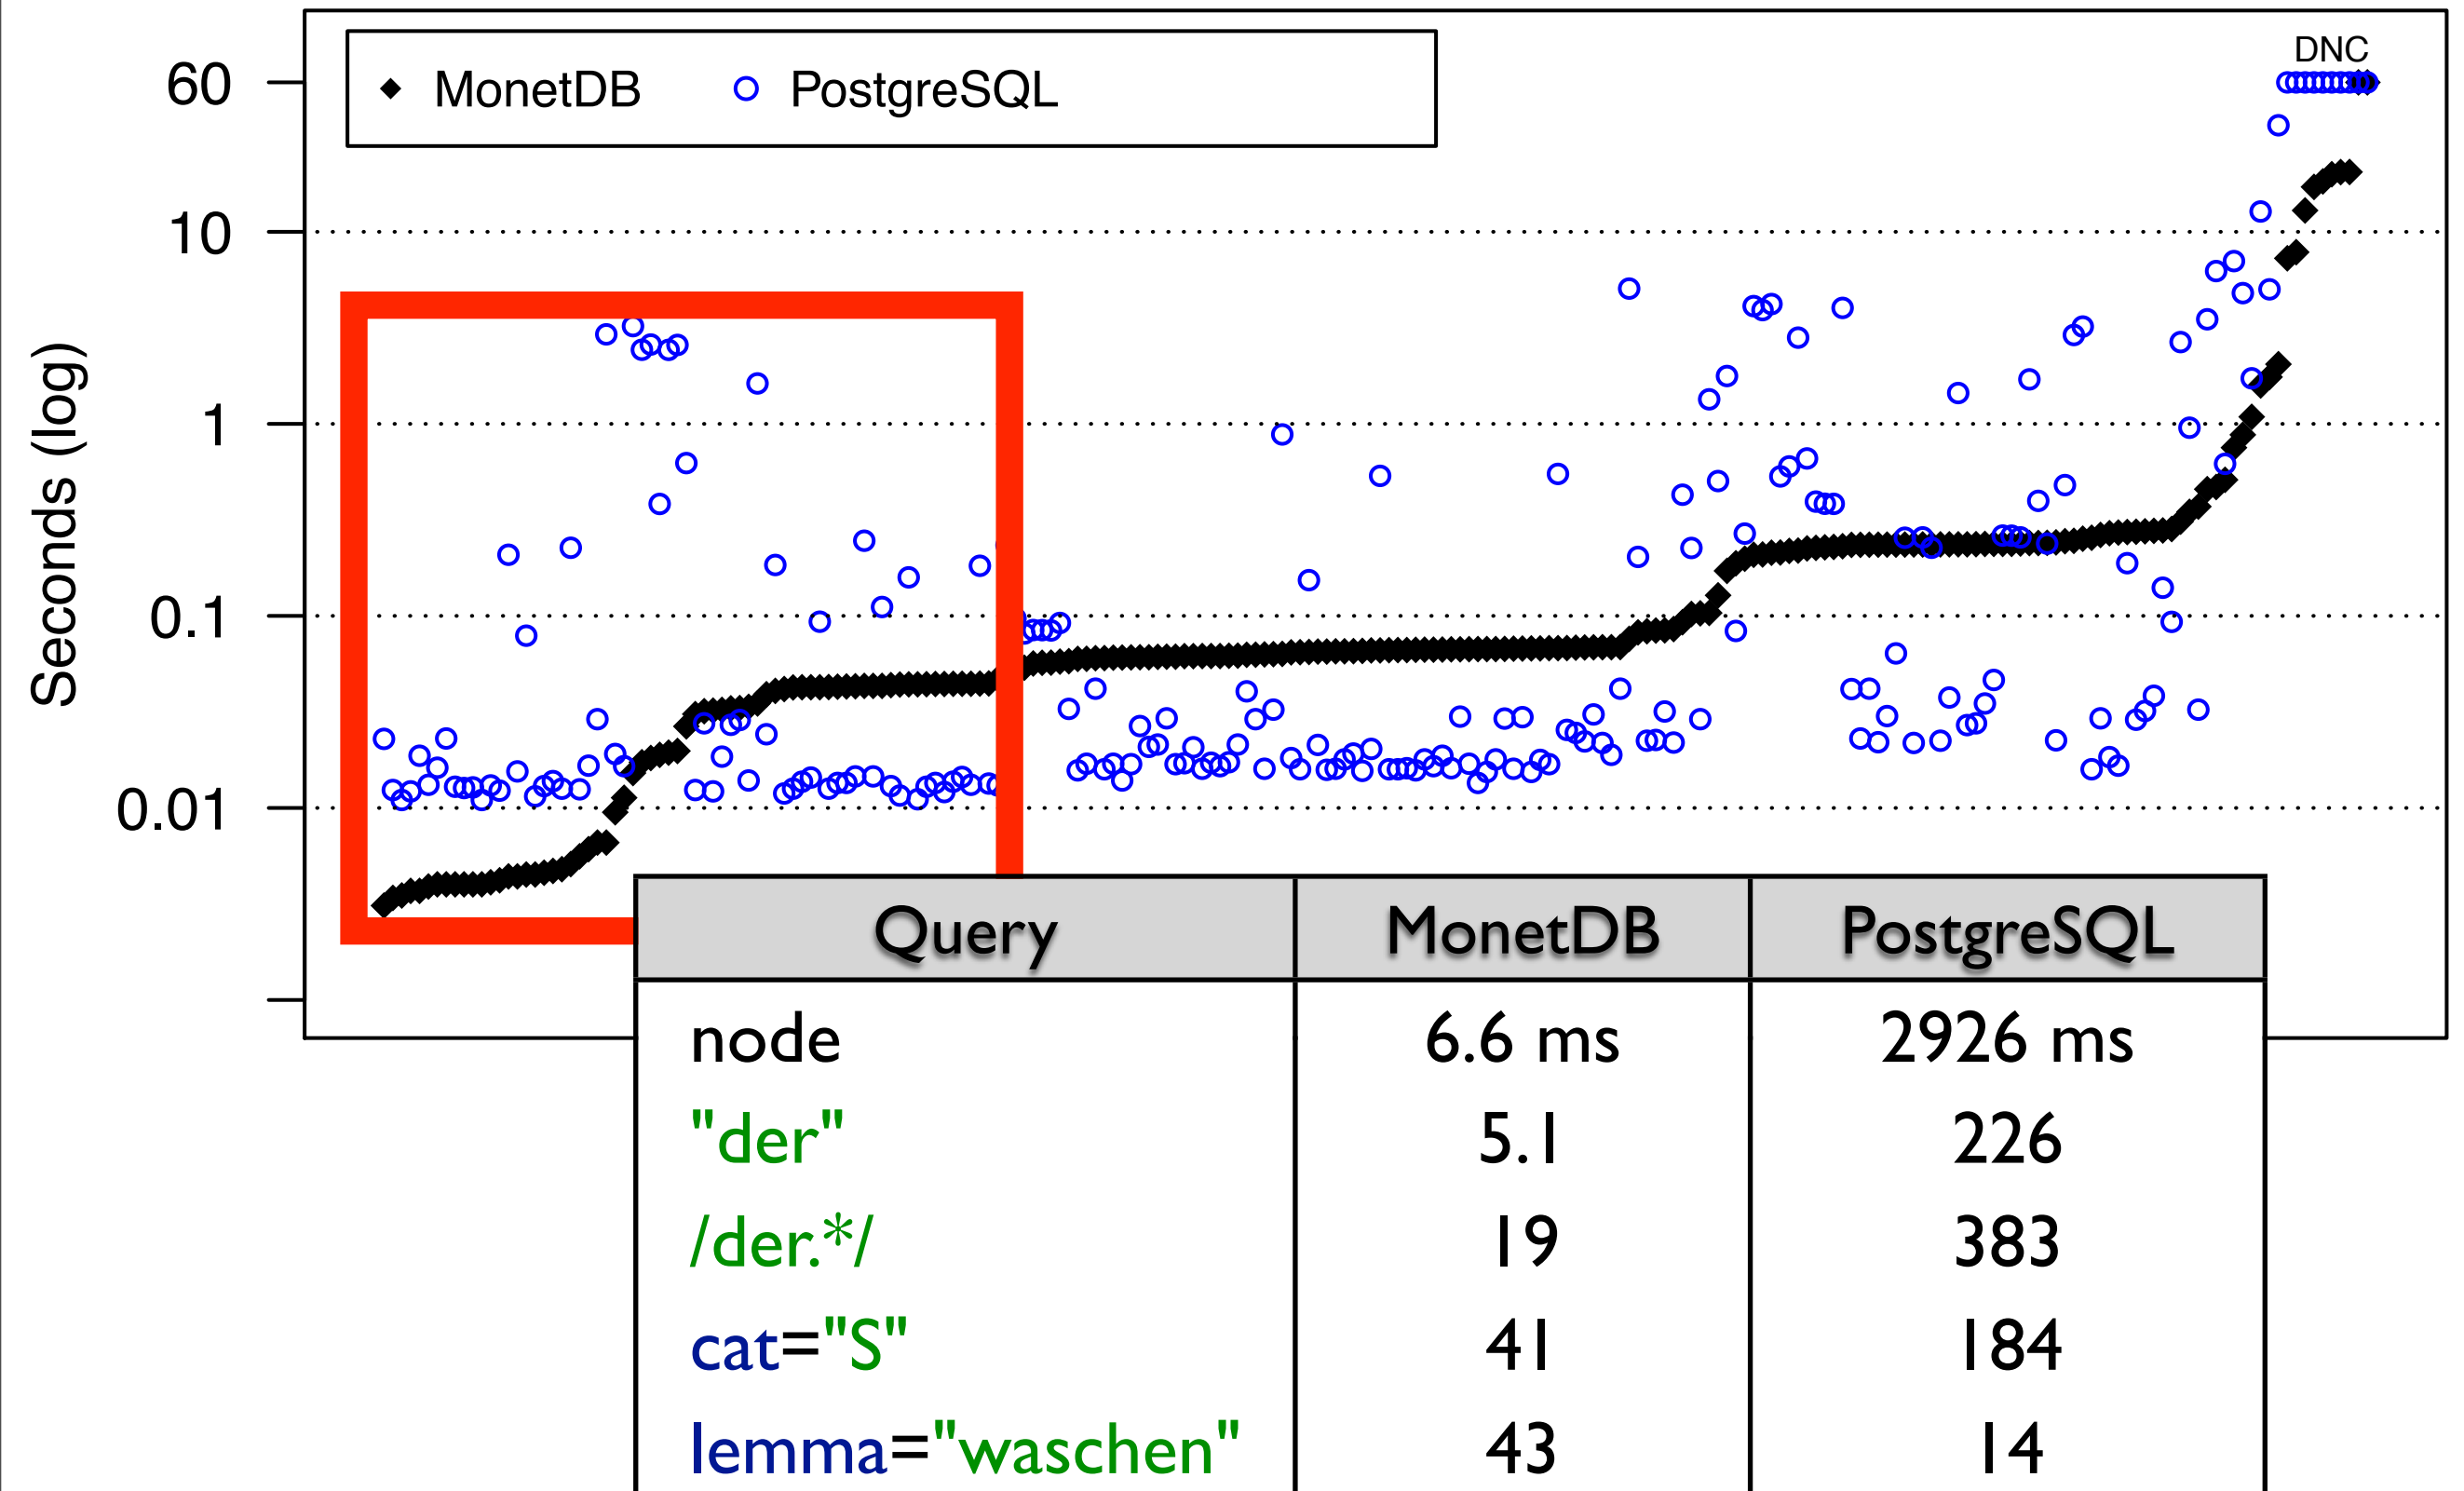 DNC
MonetDB PostgreSQL
60
10
1
0.1
0.01
Seconds (log)
Query MonetDB PostgreSQL
node 6.6 ms 2926 ms
"der" 5.1 226
/der.*/ 19 383
cat="S" 41 184
lemma="waschen" 43 14